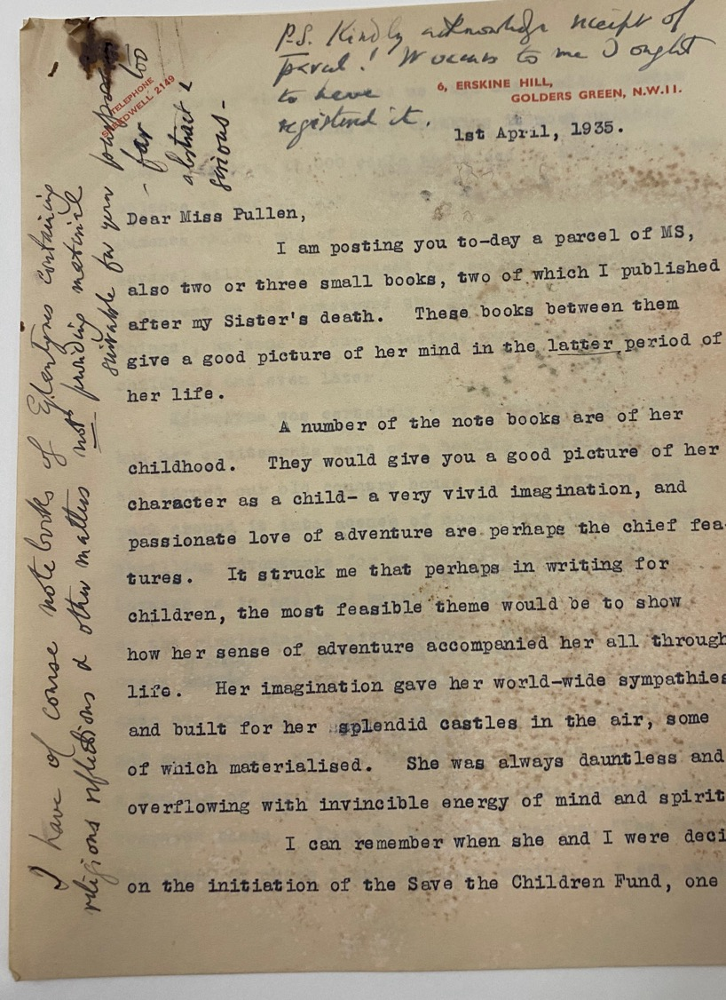 P.S. Kindly acknowledge receipt of
parcel! It occurs to me I ought
to have
registered it.
TELEPHONE
SPEEDWELL 2149
6, ERSKINE HILL,
GOLDERS GREEN, N.W.11.
1st April, 1935.
Dear Miss Pullen,
I am posting you to-day a parcel of MS,
also two or three small books, two of which I published
after my Sister's death. These books between them
give a good picture of her mind in the latter period of
her life.
A number of the note books are of her
childhood. They would give you a good picture of her
character as a child- a very vivid imagination, and
passionate love of adventure are perhaps the chief fea-
tures. It struck me that perhaps in writing for
children, the most feasible theme would be to show
how her sense of adventure accompanied her all through
life. Her imagination gave her world-wide sympathies
and built for her splendid castles in the air, some
of which materialised. She was always dauntless and
overflowing with invincible energy of mind and spirit
I can remember when she and I were deci
on the initiation of the Save the Children Fund, one
I have of course note books of Eglantyne's containing
religious reflections & other matters not providing material
suitable for your purposes
- far too
abstract &
serious -